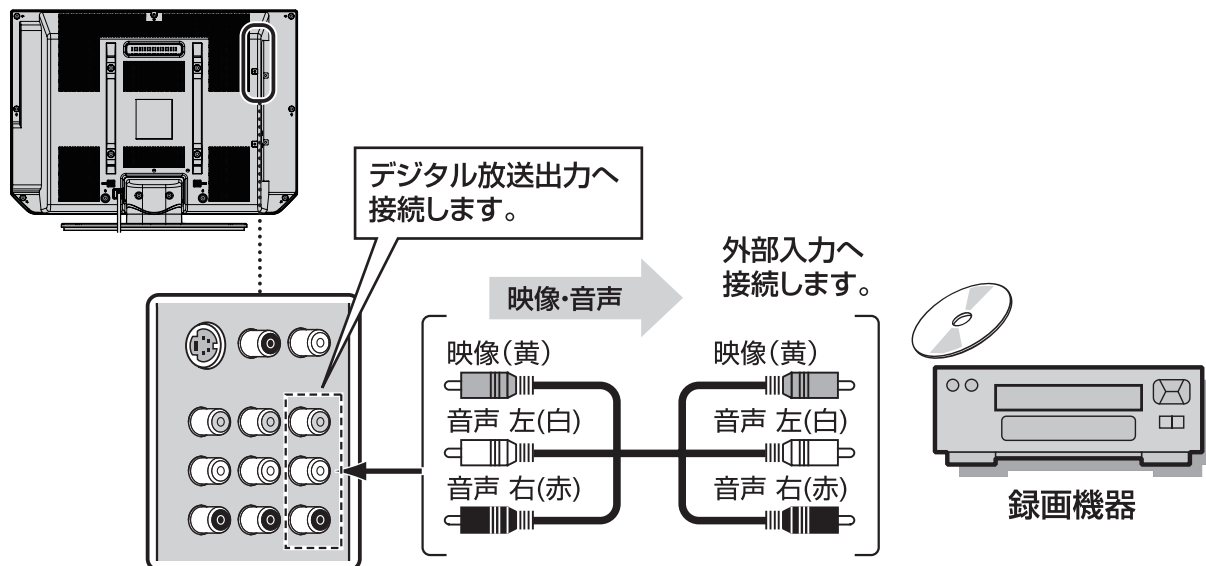 デジタル放送出力へ
接続します。
外部入力へ
接続します。
映像・音声
映像(黄)
映像(黄)
音声 左(白)
音声 左(白)
音声 右(赤)
音声 右(赤)
録画機器